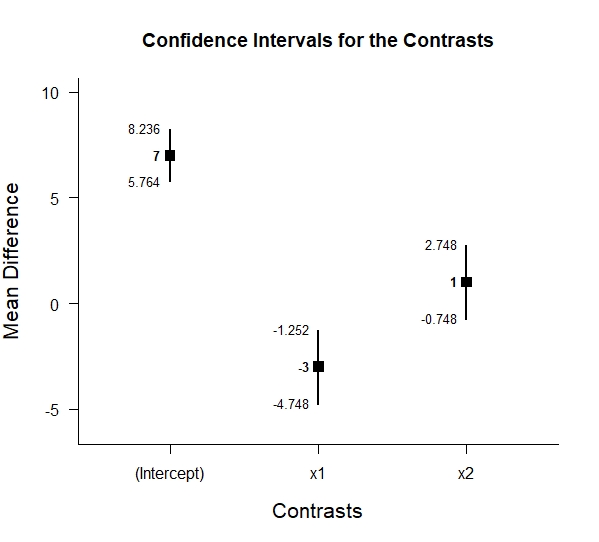 Confidence Intervals for the Contrasts
Mean Difference
10
5
0
-5
8.236
7
5.764
-1.252
-3
-4.748
2.748
1
-0.748
(Intercept)
x1
x2
Contrasts